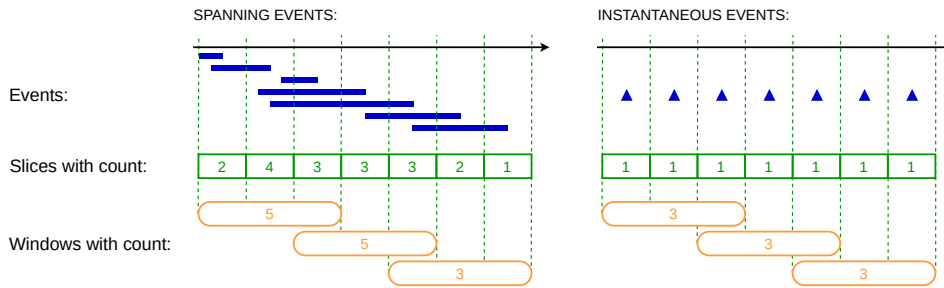 SPANNING EVENTS: INSTANTANEOUS EVENTS:
Events:
Slices with count: 2 4 3 3 3 2 1 1 1 1 1 1 1 1
5 3
Windows with count: 5 3
3 3